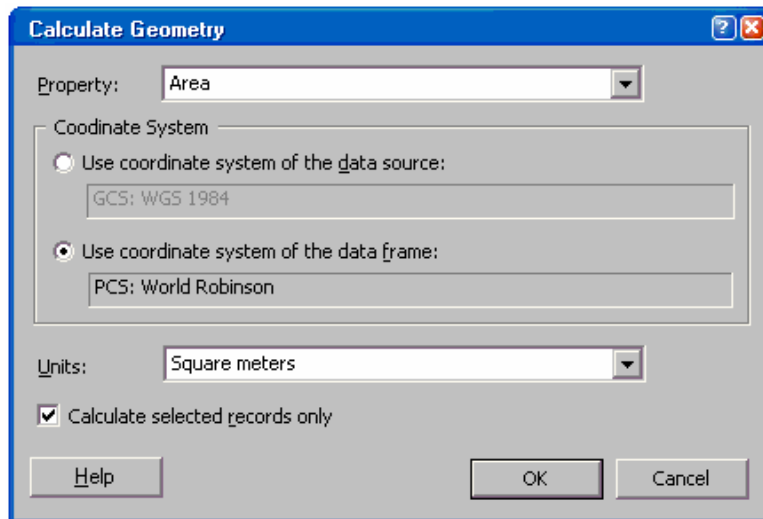 Calculate Geometry
Property: Area
Coodinate System
Use coordinate system of the data source:
GCS: WGS 1984
Use coordinate system of the data frame:
PCS: World Robinson
Units: Square meters
Calculate selected records only
Help OK Cancel